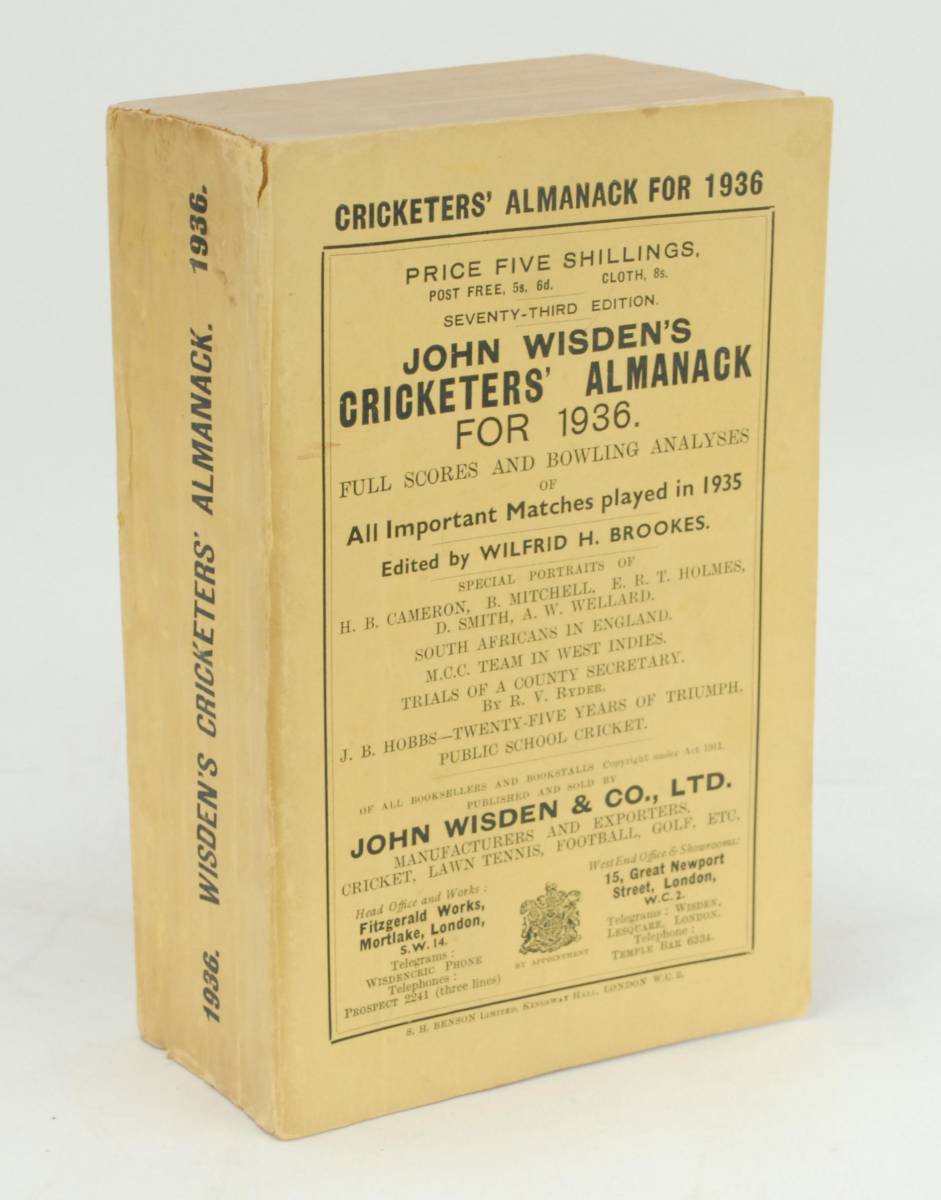 1936. WISDEN'S CRICKETERS' ALMANACK. 1936.
CRICKETERS' ALMANACK FOR 1936
PRICE FIVE SHILLINGS,
POST FREE, 5s. 6d. CLOTH, 8s.
SEVENTY-THIRD EDITION.
JOHN WISDEN'S
CRICKETERS' ALMANACK
FOR 1936.
FULL SCORES AND BOWLING ANALYSES
OF
All Important Matches played in 1935
Edited by WILFRID H. BROOKES.
SPECIAL PORTRAITS OF
H. B. CAMERON, B. MITCHELL, E. R. T. HOLMES,
D. SMITH, A. W. WELLARD.
SOUTH AFRICANS IN ENGLAND.
M.C.C. TEAM IN WEST INDIES.
TRIALS OF A COUNTY SECRETARY.
BY R. V. RYDER.
J. B. HOBBS—TWENTY-FIVE YEARS OF TRIUMPH.
PUBLIC SCHOOL CRICKET.
OF ALL BOOKSELLERS AND BOOKSTALLS Copyright under Act 1911.
PUBLISHED AND SOLD BY
JOHN WISDEN & CO., LTD.
MANUFACTURERS AND EXPORTERS,
CRICKET, LAWN TENNIS, FOOTBALL, GOLF, ETC.
Head Office and Works:
Fitzgerald Works,
Mortlake, London,
S.W. 14.
Telegrams:
WISDENCRIC PHONE
Telephones:
PROSPECT 2241 (three lines)
BY APPOINTMENT
West End Office & Showrooms:
15, Great Newport
Street, London,
W.C. 2.
Telegrams: WISDEN,
LESQUARE, LONDON.
Telephone:
TEMPLE BAR 6334.
S. H. BENSON LIMITED, KINGSWAY HALL, LONDON W.C. 2.